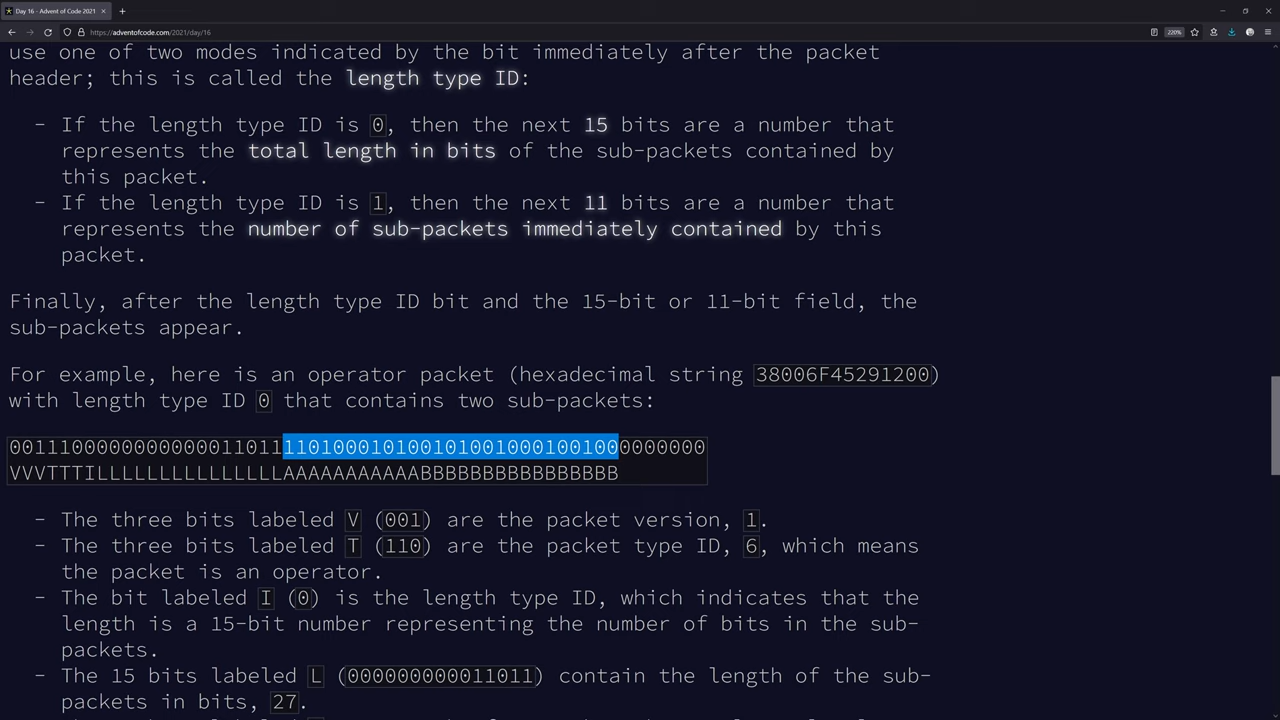 Day 16 - Advent of Code 2021
https://adventofcode.com/2021/day/16
220%
use one of two modes indicated by the bit immediately after the packet
header; this is called the length type ID:
- If the length type ID is 0, then the next 15 bits are a number that
represents the total length in bits of the sub-packets contained by
this packet.
- If the length type ID is 1, then the next 11 bits are a number that
represents the number of sub-packets immediately contained by this
packet.
Finally, after the length type ID bit and the 15-bit or 11-bit field, the
sub-packets appear.
For example, here is an operator packet (hexadecimal string 38006F45291200)
with length type ID 0 that contains two sub-packets:
00111000000000000110111101000101001010010001001000000000
VVVTTTILLLLLLLLLLLLLLLAAAAAAAAAAABBBBBBBBBBBBBBBB
- The three bits labeled V (001) are the packet version, 1.
- The three bits labeled T (110) are the packet type ID, 6, which means
the packet is an operator.
- The bit labeled I (0) is the length type ID, which indicates that the
length is a 15-bit number representing the number of bits in the sub-
packets.
- The 15 bits labeled L (000000000011011) contain the length of the sub-
packets in bits, 27.